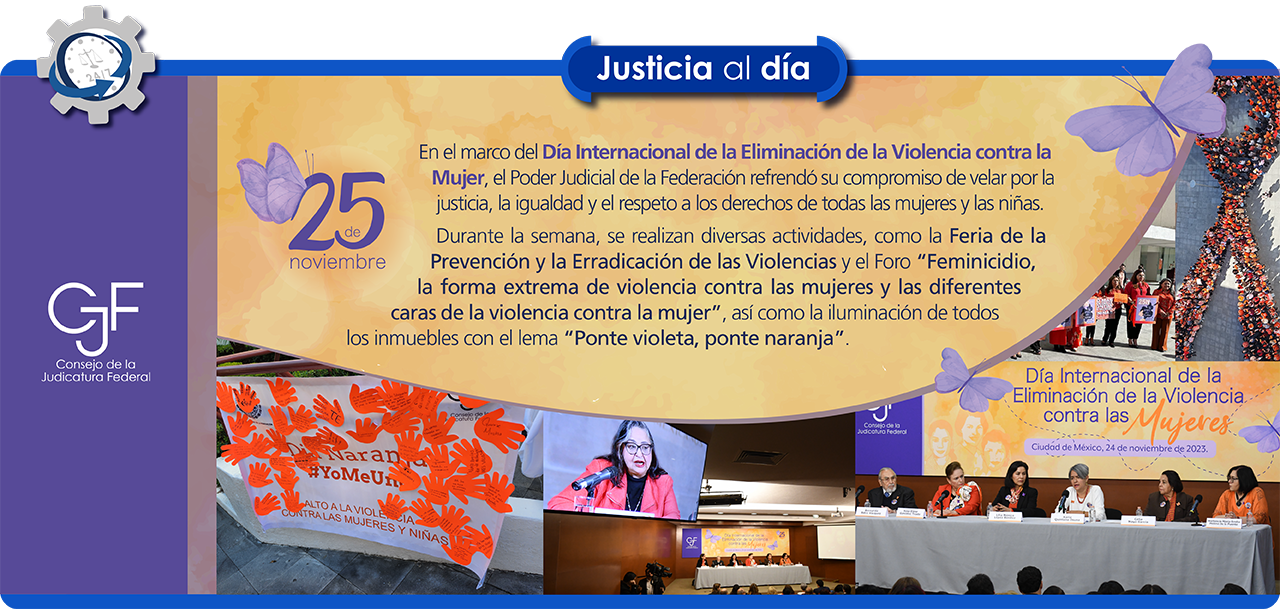 Justicia al día
24/7
25
de
noviembre
En el marco del Día Internacional de la Eliminación de la Violencia contra la
Mujer, el Poder Judicial de la Federación refrendó su compromiso de velar por la
justicia, la igualdad y el respeto a los derechos de todas las mujeres y las niñas.
Durante la semana, se realizan diversas actividades, como la Feria de la
Prevención y la Erradicación de las Violencias y el Foro “Feminicidio,
la forma extrema de violencia contra las mujeres y las diferentes
caras de la violencia contra la mujer”, así como la iluminación de todos
los inmuebles con el lema “Ponte violeta, ponte naranja”.
CJF
Consejo de la
Judicatura Federal
Naranja
#YoMeUn
ALTO A LA VIOLENCIA
CONTRA LAS MUJERES Y NIÑAS
CJF
Consejo de la
Judicatura Federal
Día Internacional de la
Eliminación de la Violencia
contra las Mujeres
Ciudad de México, 24 de noviembre de 2023.